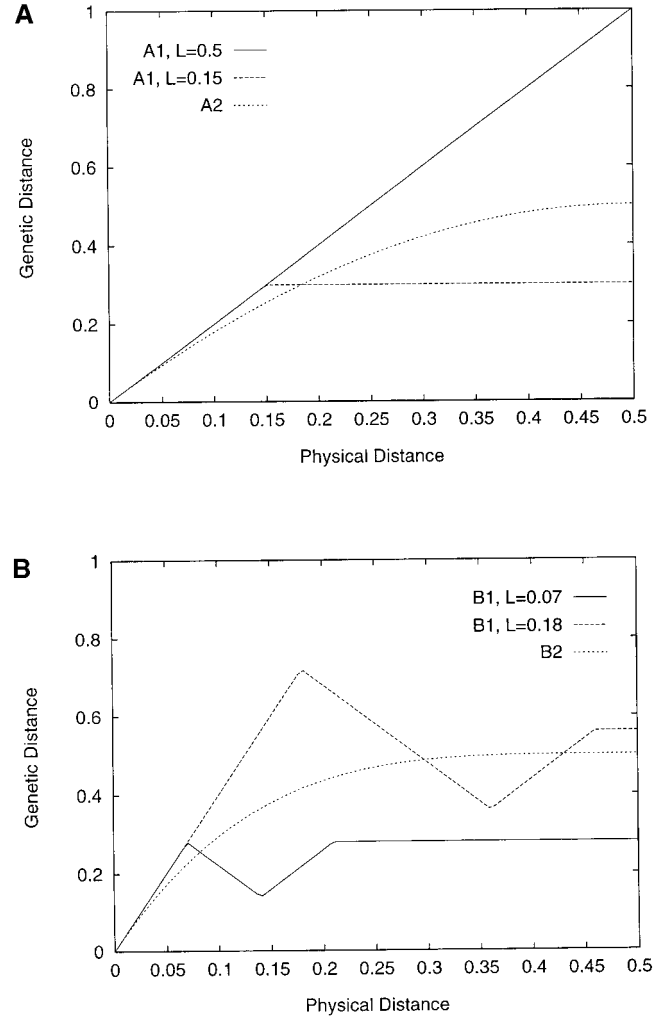 A
1
A1, L=0.5
A1, L=0.15
A2
0.8
0.6
0.4
0.2
0
Genetic Distance
0 0.05 0.1 0.15 0.2 0.25 0.3 0.35 0.4 0.45 0.5
Physical Distance
B
1
B1, L=0.07
B1, L=0.18
B2
0.8
0.6
0.4
0.2
0
Genetic Distance
0 0.05 0.1 0.15 0.2 0.25 0.3 0.35 0.4 0.45 0.5
Physical Distance